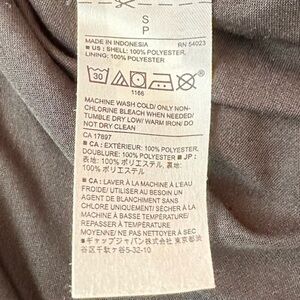 S
P
MADE IN INDONESIA RN 54023
■ US : SHELL: 100% POLYESTER,
LINING: 100% POLYESTER
30
1166
MACHINE WASH COLD/ ONLY NON-
CHLORINE BLEACH WHEN NEEDED/
TUMBLE DRY LOW/ WARM IRON/ DO
NOT DRY CLEAN
CA 17897
■ CA : EXTÉRIEUR: 100% POLYESTER,
DOUBLURE: 100% POLYESTER ■ JP :
表地: 100% ポリエステル, 裏地:
100% ポリエステル
■ CA : LAVER À LA MACHINE À L'EAU
FROIDE/ UTILISER AU BESOIN UN
AGENT DE BLANCHIMENT SANS
CHLORE UNIQUEMENT/ SÉCHER À LA
MACHINE À BASSE TEMPÉRATURE/
REPASSER À TEMPÉRATURE
MOYENNE/ NE PAS NETTOYER À SEC
■ギャップジャパン株式会社 東京都渋
谷区千駄ヶ谷5-32-10